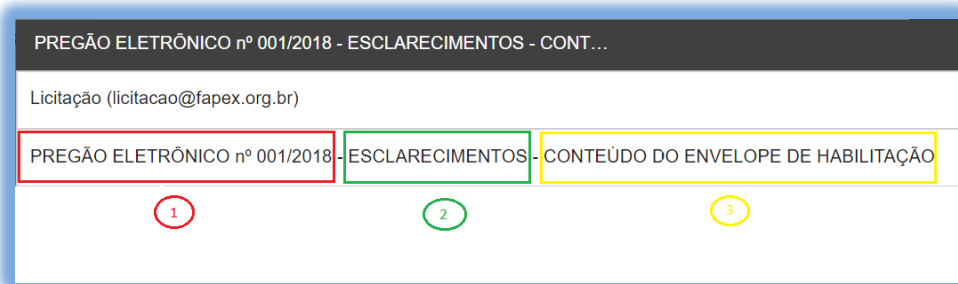 PREGÃO ELETRÔNICO nº 001/2018 - ESCLARECIMENTOS - CONT...
Licitação (licitacao@fapex.org.br)
PREGÃO ELETRÔNICO nº 001/2018 - ESCLARECIMENTOS - CONTEÚDO DO ENVELOPE DE HABILITAÇÃO
1 2 3